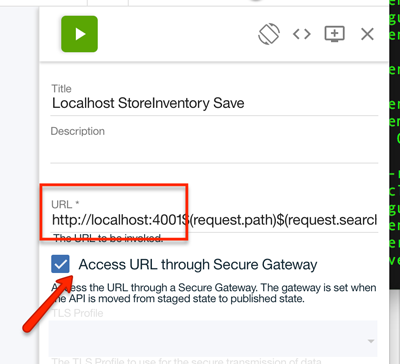 Title
Localhost StoreInventory Save
Description
URL *
http://localhost:4001$(request.path)$(request.search
The URL to be invoked.
Access URL through Secure Gateway
Access the URL through a Secure Gateway. The gateway is set when
the API is moved from staged state to published state.
TLS Profile
The TLS Profile to use for the secure transmission of data